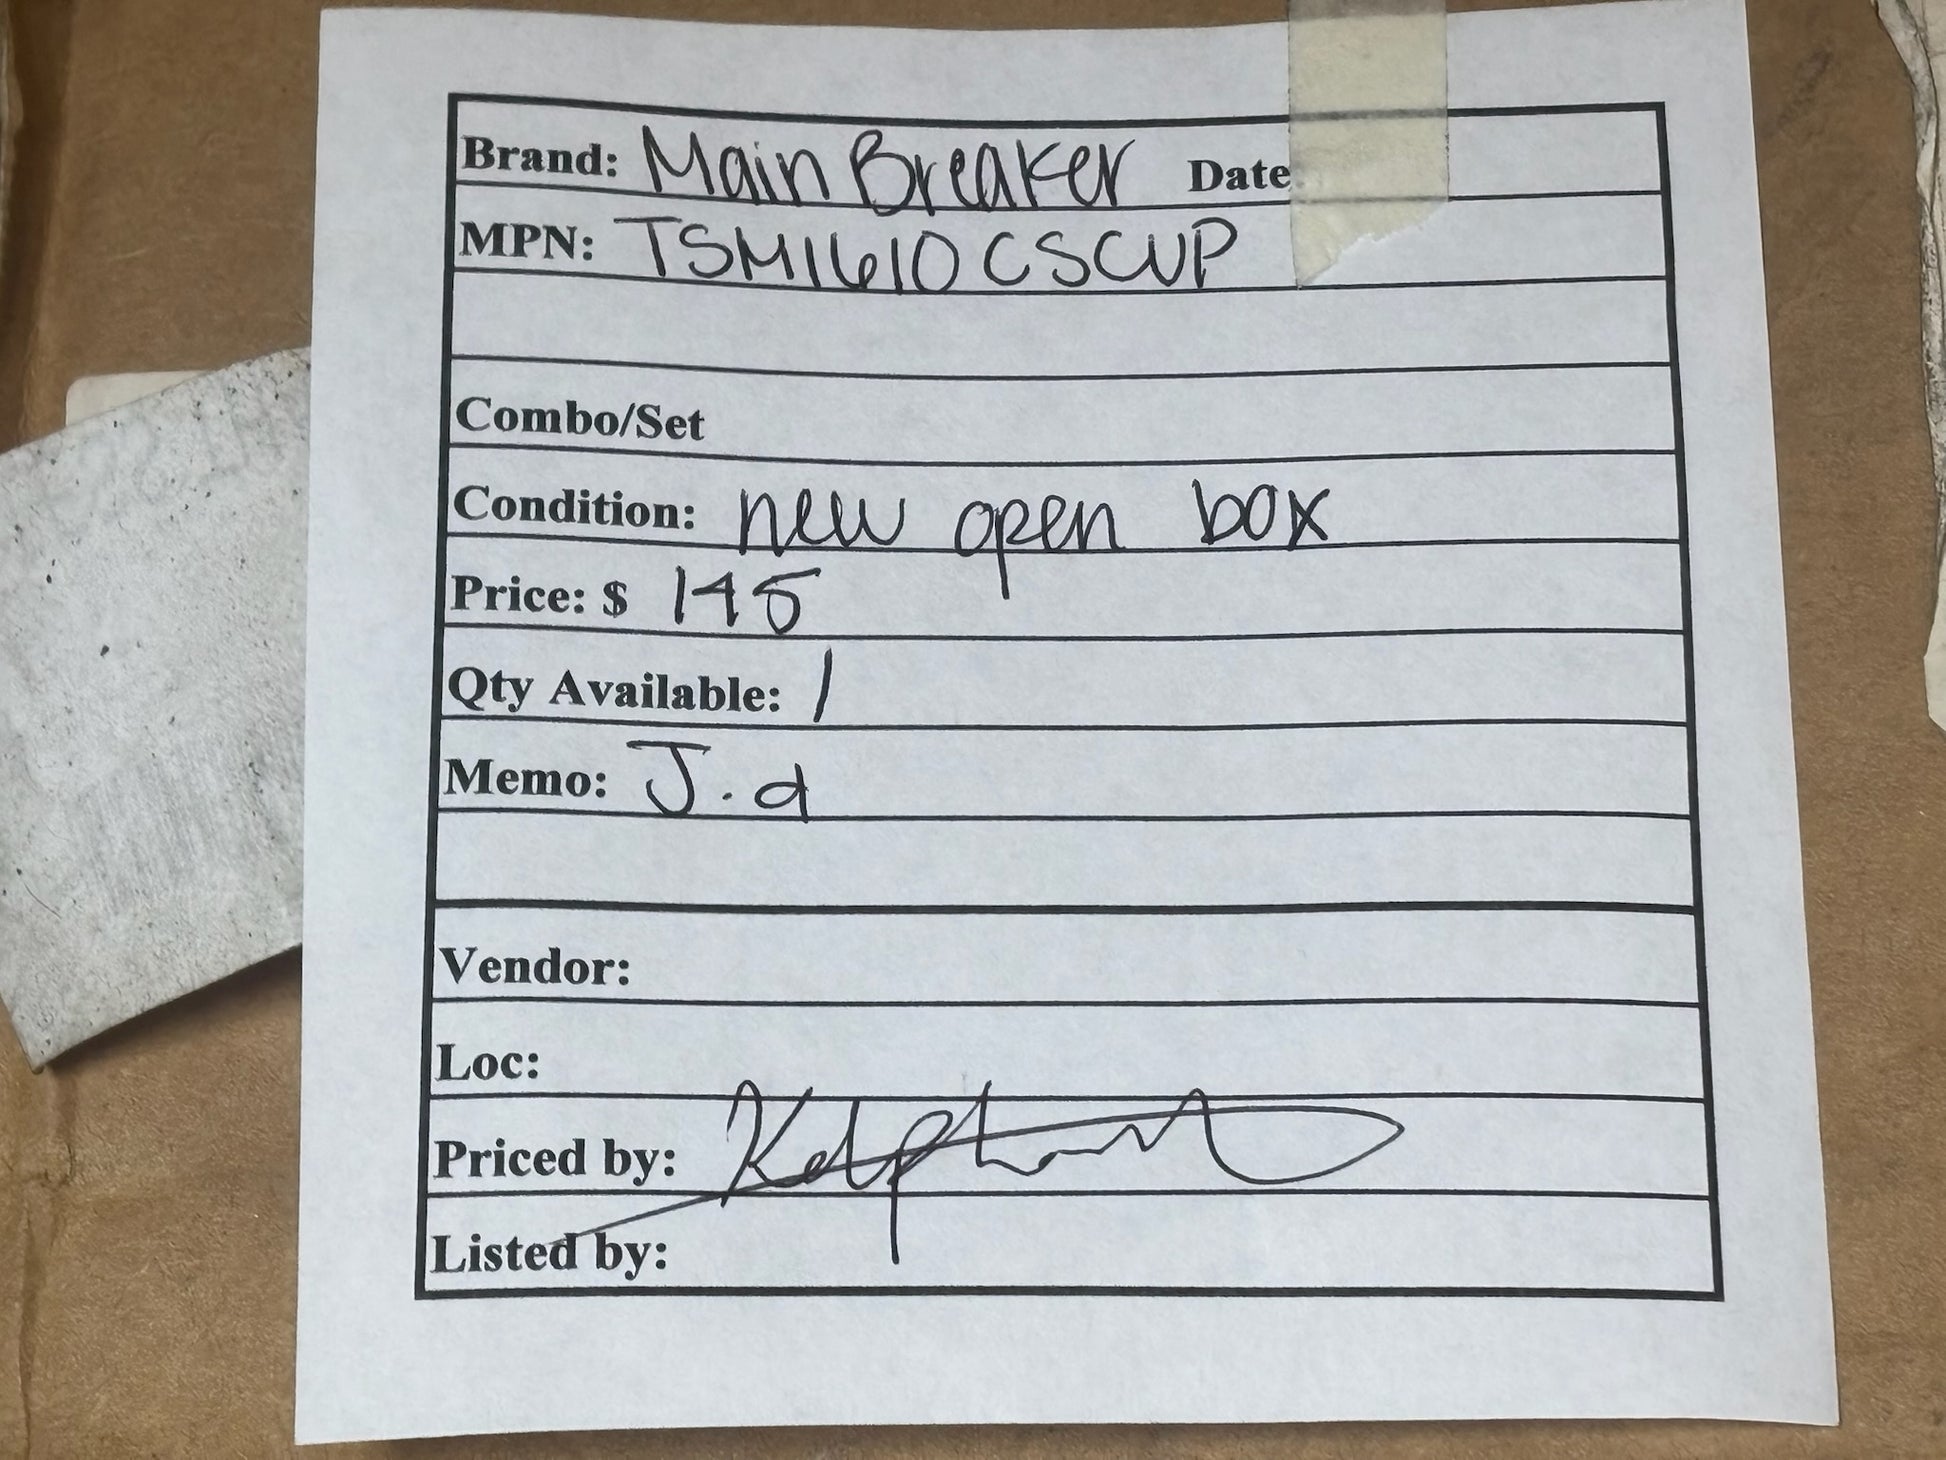 Brand: Main Breaker Date
MPN: TSM1610CSCUP
Combo/Set
Condition: new open box
Price: $ 145
Qty Available: 1
Memo: J.d
Vendor:
Loc:
Priced by:
Listed by: